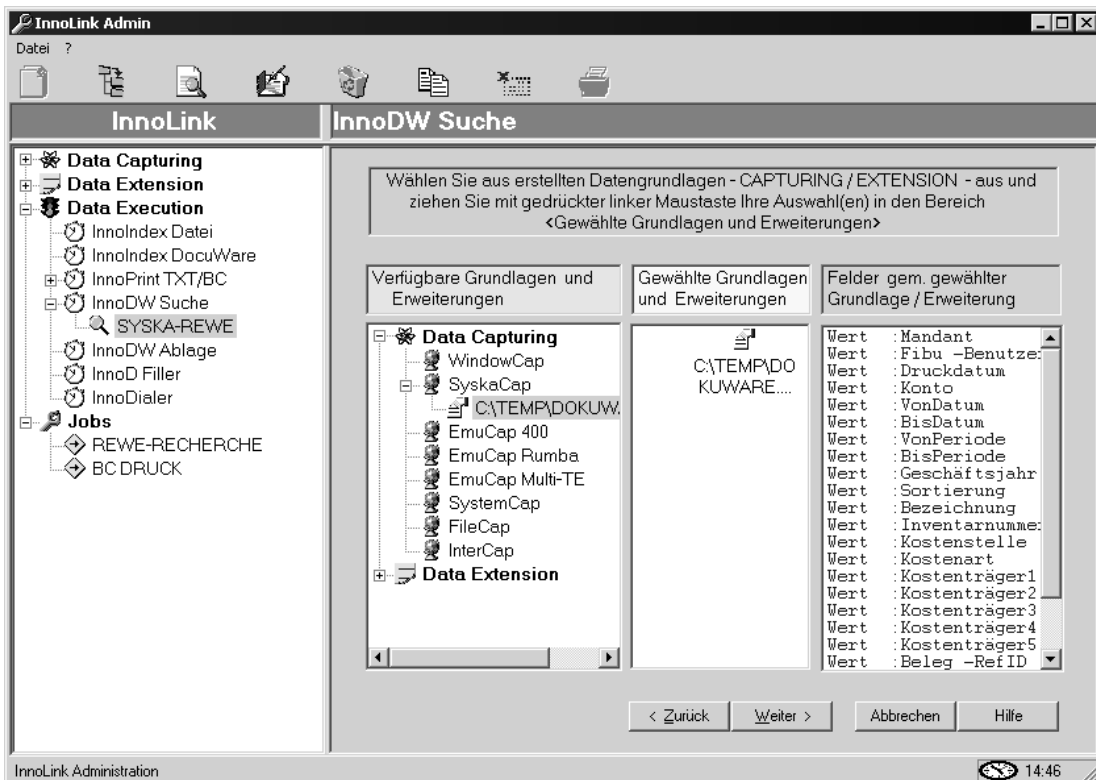 InnoLink Admin
Datei ?
InnoLink
InnoDW Suche
Data Capturing
Data Extension
Data Execution
InnoIndex Datei
InnoIndex DocuWare
InnoPrint TXT/BC
InnoDW Suche
SYSKA-REWE
InnoDW Ablage
InnoD Filler
InnoDialer
Jobs
REWE-RECHERCHE
BC DRUCK
Wählen Sie aus erstellten Datengrundlagen - CAPTURING / EXTENSION - aus und
ziehen Sie mit gedrückter linker Maustaste Ihre Auswahl(en) in den Bereich
<Gewählte Grundlagen und Erweiterungen>
Verfügbare Grundlagen und
Erweiterungen
Data Capturing
WindowCap
SyskaCap
C:\TEMP\DOKUW.
EmuCap 400
EmuCap Rumba
EmuCap Multi-TE
SystemCap
FileCap
InterCap
Data Extension
Gewählte Grundlagen
und Erweiterungen
C:\TEMP\DO
KUWARE....
Felder gem. gewählter
Grundlage / Erweiterung
Wert :Mandant
Wert :Fibu -Benutze
Wert :Druckdatum
Wert :Konto
Wert :VonDatum
Wert :BisDatum
Wert :VonPeriode
Wert :BisPeriode
Wert :Geschäftsjahr
Wert :Sortierung
Wert :Bezeichnung
Wert :Inventarnumme
Wert :Kostenstelle
Wert :Kostenart
Wert :Kostenträger1
Wert :Kostenträger2
Wert :Kostenträger3
Wert :Kostenträger4
Wert :Kostenträger5
Wert :Beleg -RefID
< Zurück
Weiter >
Abbrechen
Hilfe
InnoLink Administration
14:46